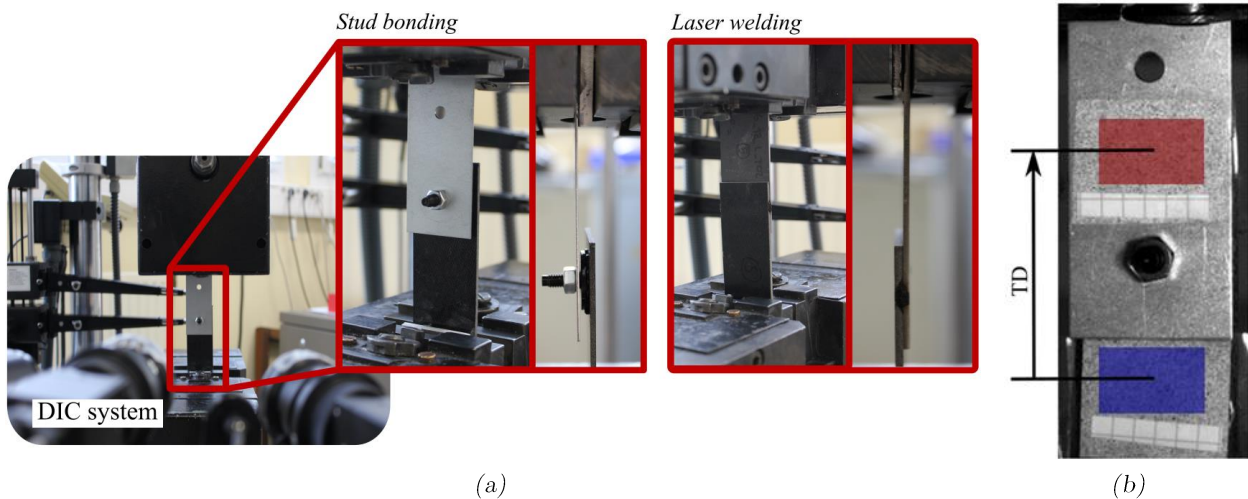 Stud bonding
Laser welding
DIC system
TD
(a)
(b)